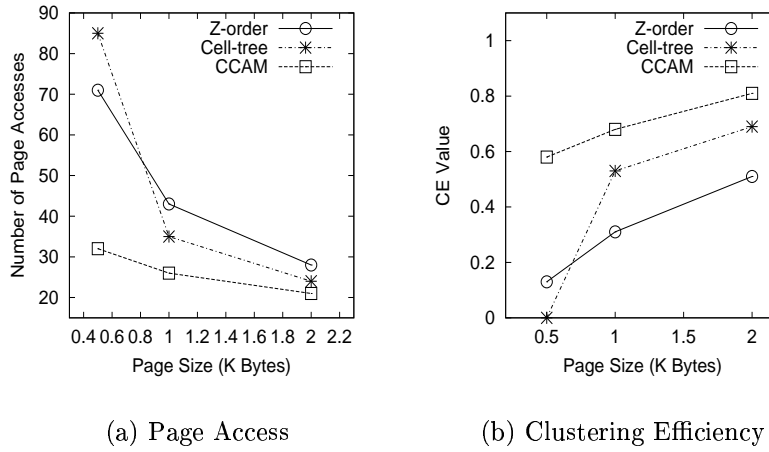 90
80
70
60
50
40
30
20
Number of Page Accesses
Z-order
Cell-tree
CCAM
0.4 0.6 0.8 1 1.2 1.4 1.6 1.8 2 2.2
Page Size (K Bytes)
(a) Page Access
1
0.8
0.6
0.4
0.2
0
CE Value
Z-order
Cell-tree
CCAM
0.5 1 1.5 2
Page Size (K Bytes)
(b) Clustering Efficiency